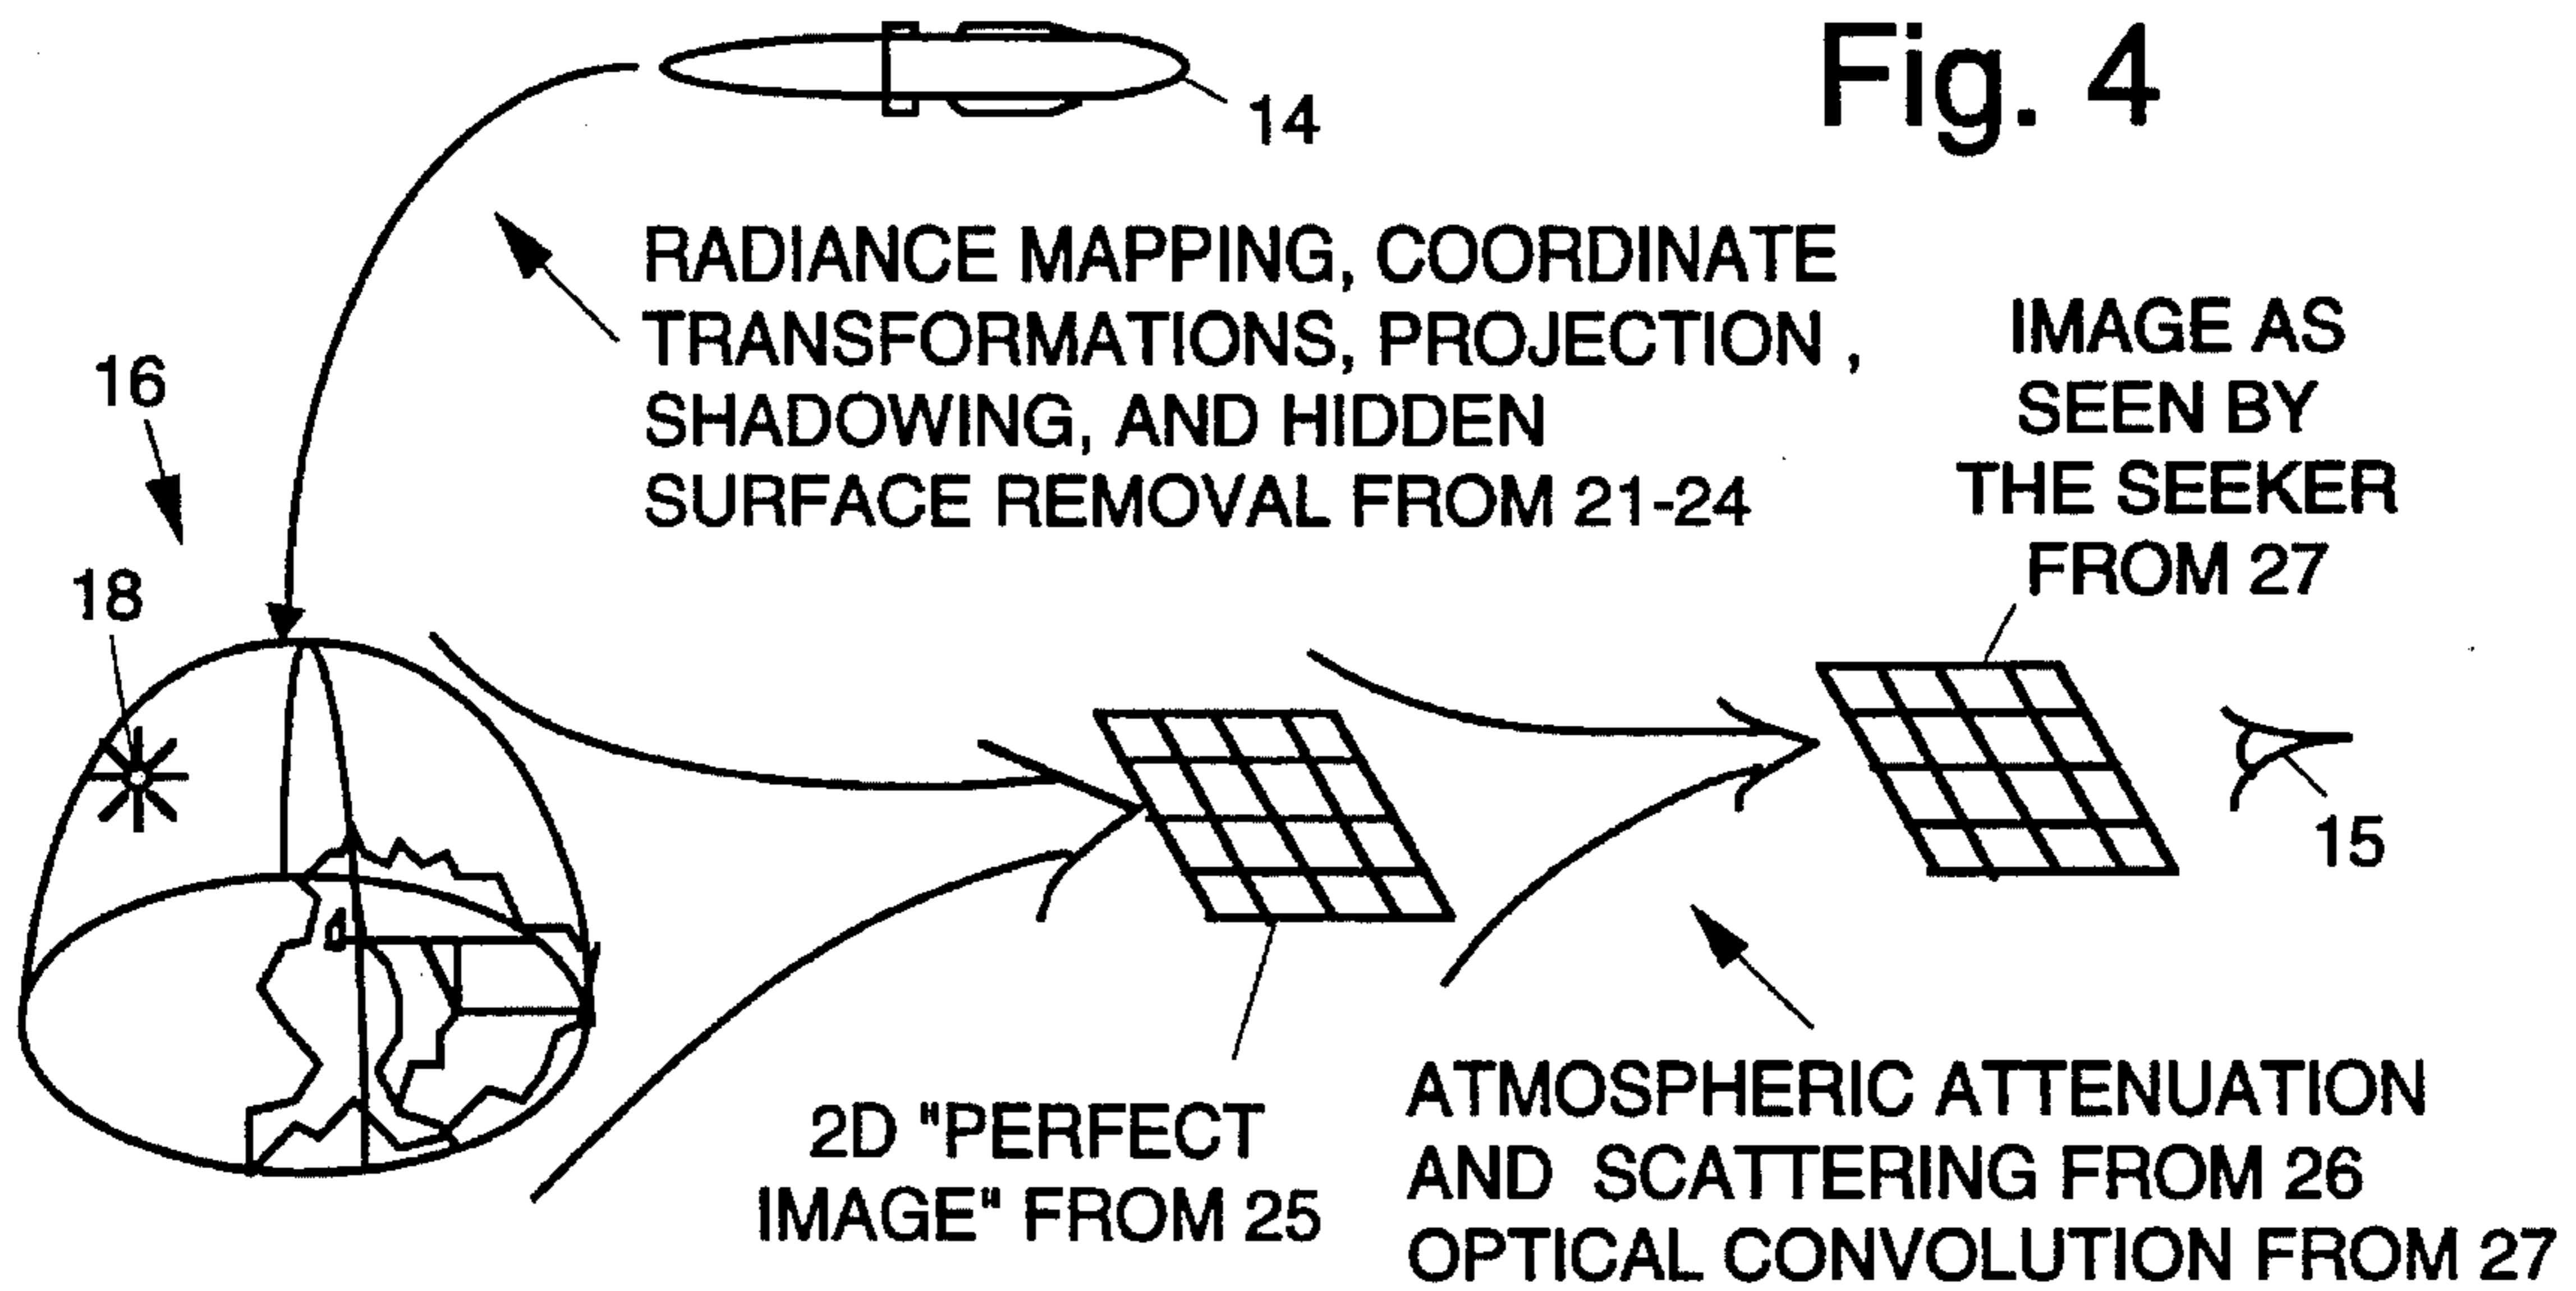 Fig. 4
14
RADIANCE MAPPING, COORDINATE
TRANSFORMATIONS, PROJECTION ,
SHADOWING, AND HIDDEN
SURFACE REMOVAL FROM 21-24
IMAGE AS
SEEN BY
THE SEEKER
FROM 27
16
18
15
2D "PERFECT
IMAGE" FROM 25
ATMOSPHERIC ATTENUATION
AND SCATTERING FROM 26
OPTICAL CONVOLUTION FROM 27